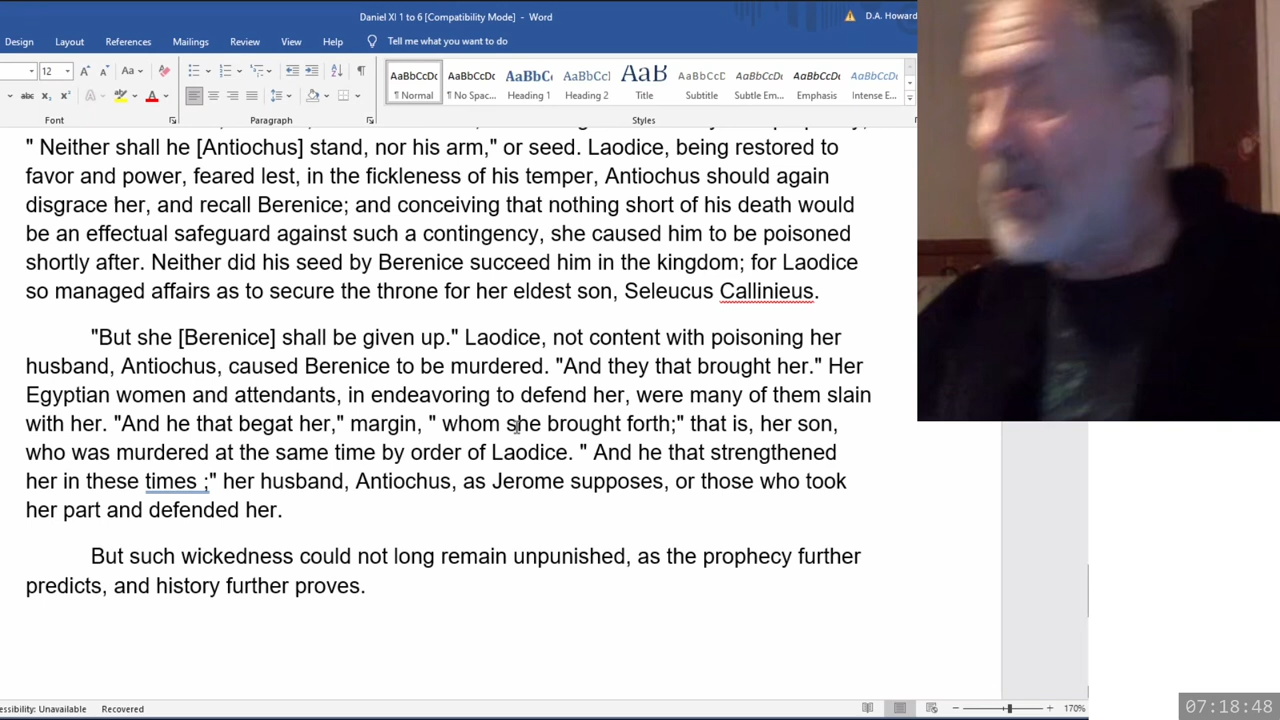 Daniel XI 1 to 6 [Compatibility Mode] - Word
D.A. Howard
Design Layout References Mailings Review View Help Tell me what you want to do
12 Aa
AaBbCcDc AaBbCcDc AaBbC AaBbCcI AaB AaBbCcD AaBbCcDc AaBbCcDc AaBbCcDc
abc x₂ x² A A
¶ Normal ¶ No Spac... Heading 1 Heading 2 Title Subtitle Subtle Em... Emphasis Intense E...
Font Paragraph Styles
" Neither shall he [Antiochus] stand, nor his arm," or seed. Laodice, being restored to
favor and power, feared lest, in the fickleness of his temper, Antiochus should again
disgrace her, and recall Berenice; and conceiving that nothing short of his death would
be an effectual safeguard against such a contingency, she caused him to be poisoned
shortly after. Neither did his seed by Berenice succeed him in the kingdom; for Laodice
so managed affairs as to secure the throne for her eldest son, Seleucus Callinieus.
"But she [Berenice] shall be given up." Laodice, not content with poisoning her
husband, Antiochus, caused Berenice to be murdered. "And they that brought her." Her
Egyptian women and attendants, in endeavoring to defend her, were many of them slain
with her. "And he that begat her," margin, " whom she brought forth;" that is, her son,
who was murdered at the same time by order of Laodice. " And he that strengthened
her in these times ;" her husband, Antiochus, as Jerome supposes, or those who took
her part and defended her.
But such wickedness could not long remain unpunished, as the prophecy further
predicts, and history further proves.
ssibility: Unavailable Recovered 170%
07:18:48